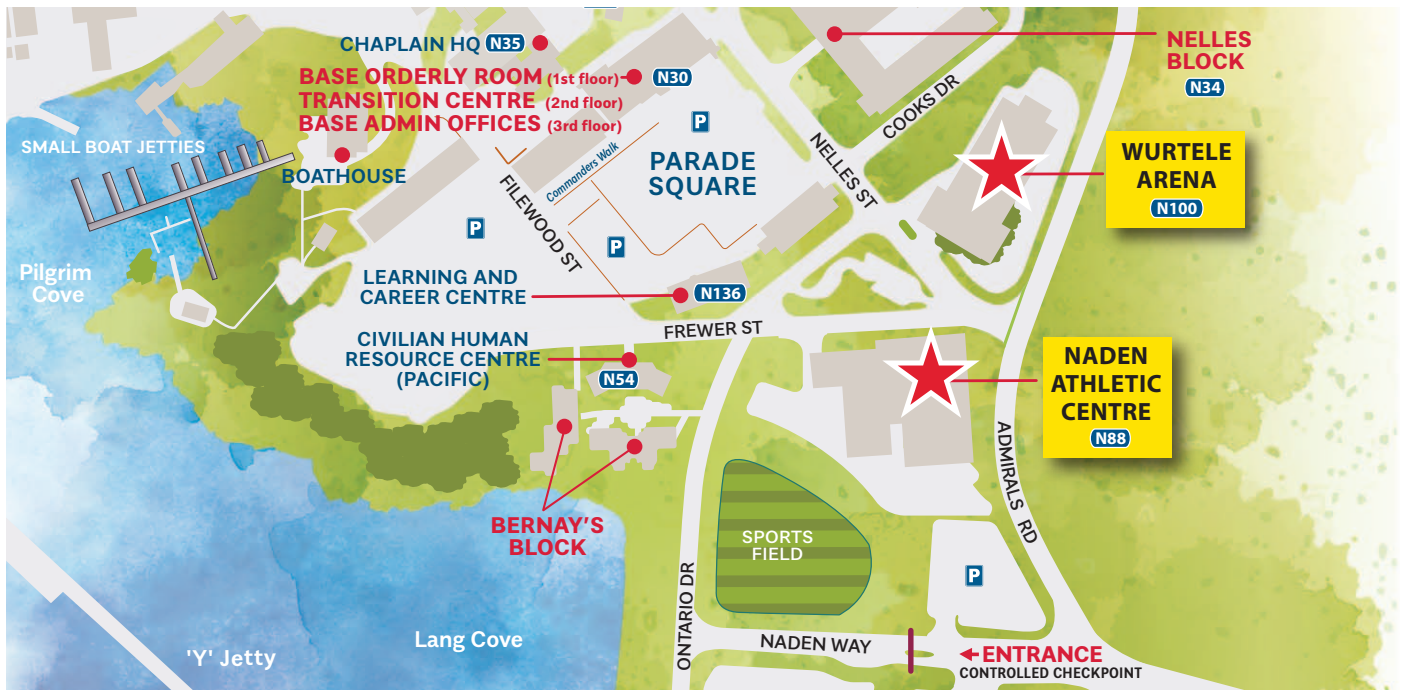 CHAPLAIN HQ N35
BASE ORDERLY ROOM (1st floor) N30
TRANSITION CENTRE (2nd floor)
BASE ADMIN OFFICES (3rd floor)
NELLES
BLOCK
N34
P
COOKS DR
SMALL BOAT JETTIES
BOATHOUSE
Commanders Walk
PARADE
SQUARE
NELLES ST
WURTELE
ARENA
N100
FILEWOOD ST
P
P
Pilgrim
Cove
LEARNING AND
CAREER CENTRE
N136
FREWER ST
CIVILIAN HUMAN
RESOURCE CENTRE
(PACIFIC)
N54
NADEN
ATHLETIC
CENTRE
N88
ADMIRALS RD
BERNAY'S
BLOCK
SPORTS
FIELD
P
ONTARIO DR
NADEN WAY
ENTRANCE
CONTROLLED CHECKPOINT
Lang Cove
'Y' Jetty